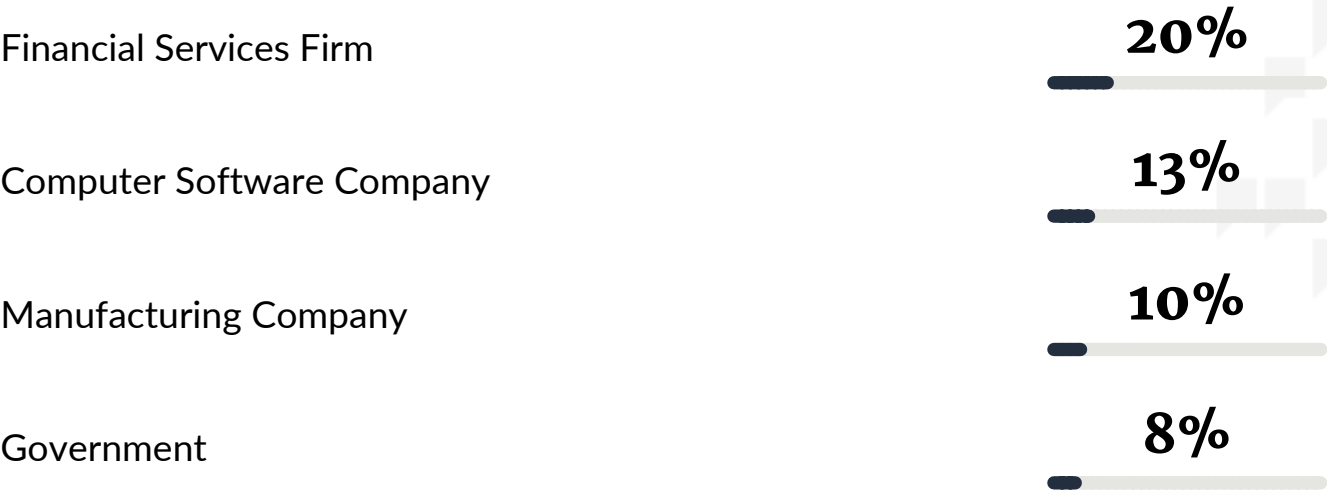 Financial Services Firm 20%
Computer Software Company 13%
Manufacturing Company 10%
Government 8%